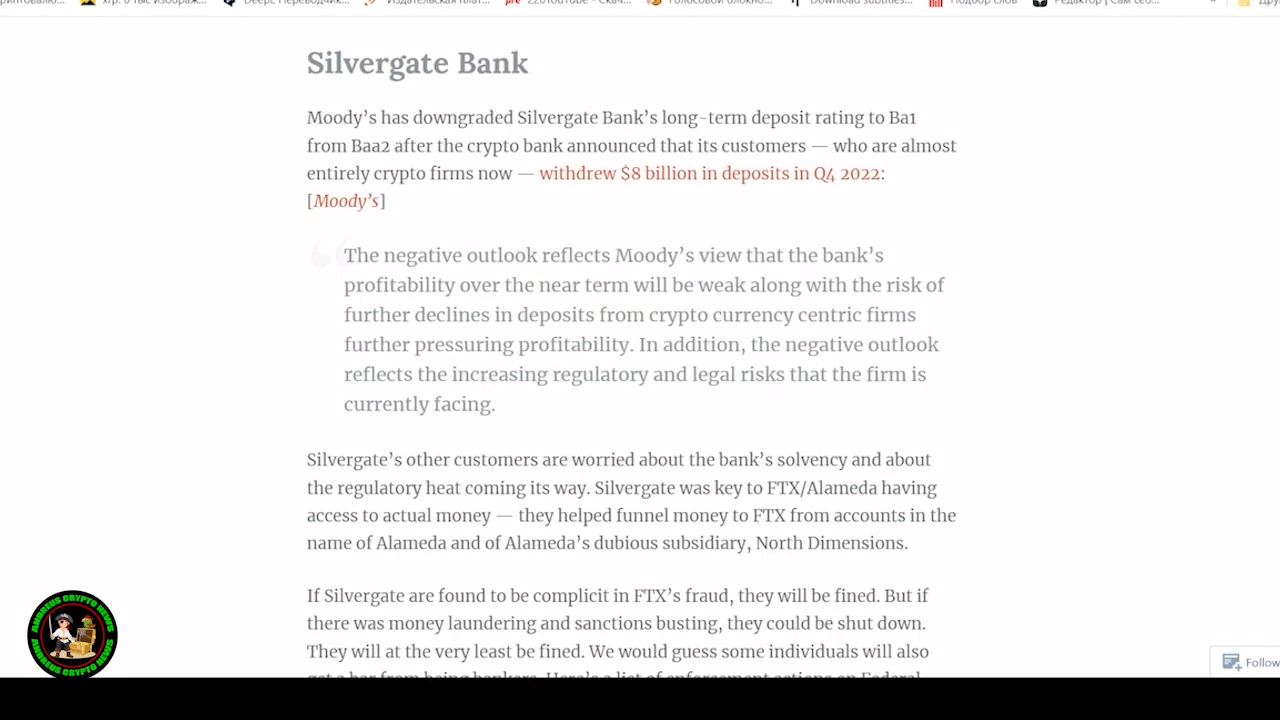 Silvergate Bank
Moody’s has downgraded Silvergate Bank’s long-term deposit rating to Ba1
from Baa2 after the crypto bank announced that its customers — who are almost
entirely crypto firms now — withdrew $8 billion in deposits in Q4 2022:
[Moody’s]
“
The negative outlook reflects Moody’s view that the bank’s
profitability over the near term will be weak along with the risk of
further declines in deposits from crypto currency centric firms
further pressuring profitability. In addition, the negative outlook
reflects the increasing regulatory and legal risks that the firm is
currently facing.
Silvergate’s other customers are worried about the bank’s solvency and about
the regulatory heat coming its way. Silvergate was key to FTX/Alameda having
access to actual money — they helped funnel money to FTX from accounts in the
name of Alameda and of Alameda’s dubious subsidiary, North Dimensions.
If Silvergate are found to be complicit in FTX’s fraud, they will be fined. But if
there was money laundering and sanctions busting, they could be shut down.
They will at the very least be fined. We would guess some individuals will also
ANDREUS CRYPTO NEWS
ANDREUS CRYPTO NEWS
Follow